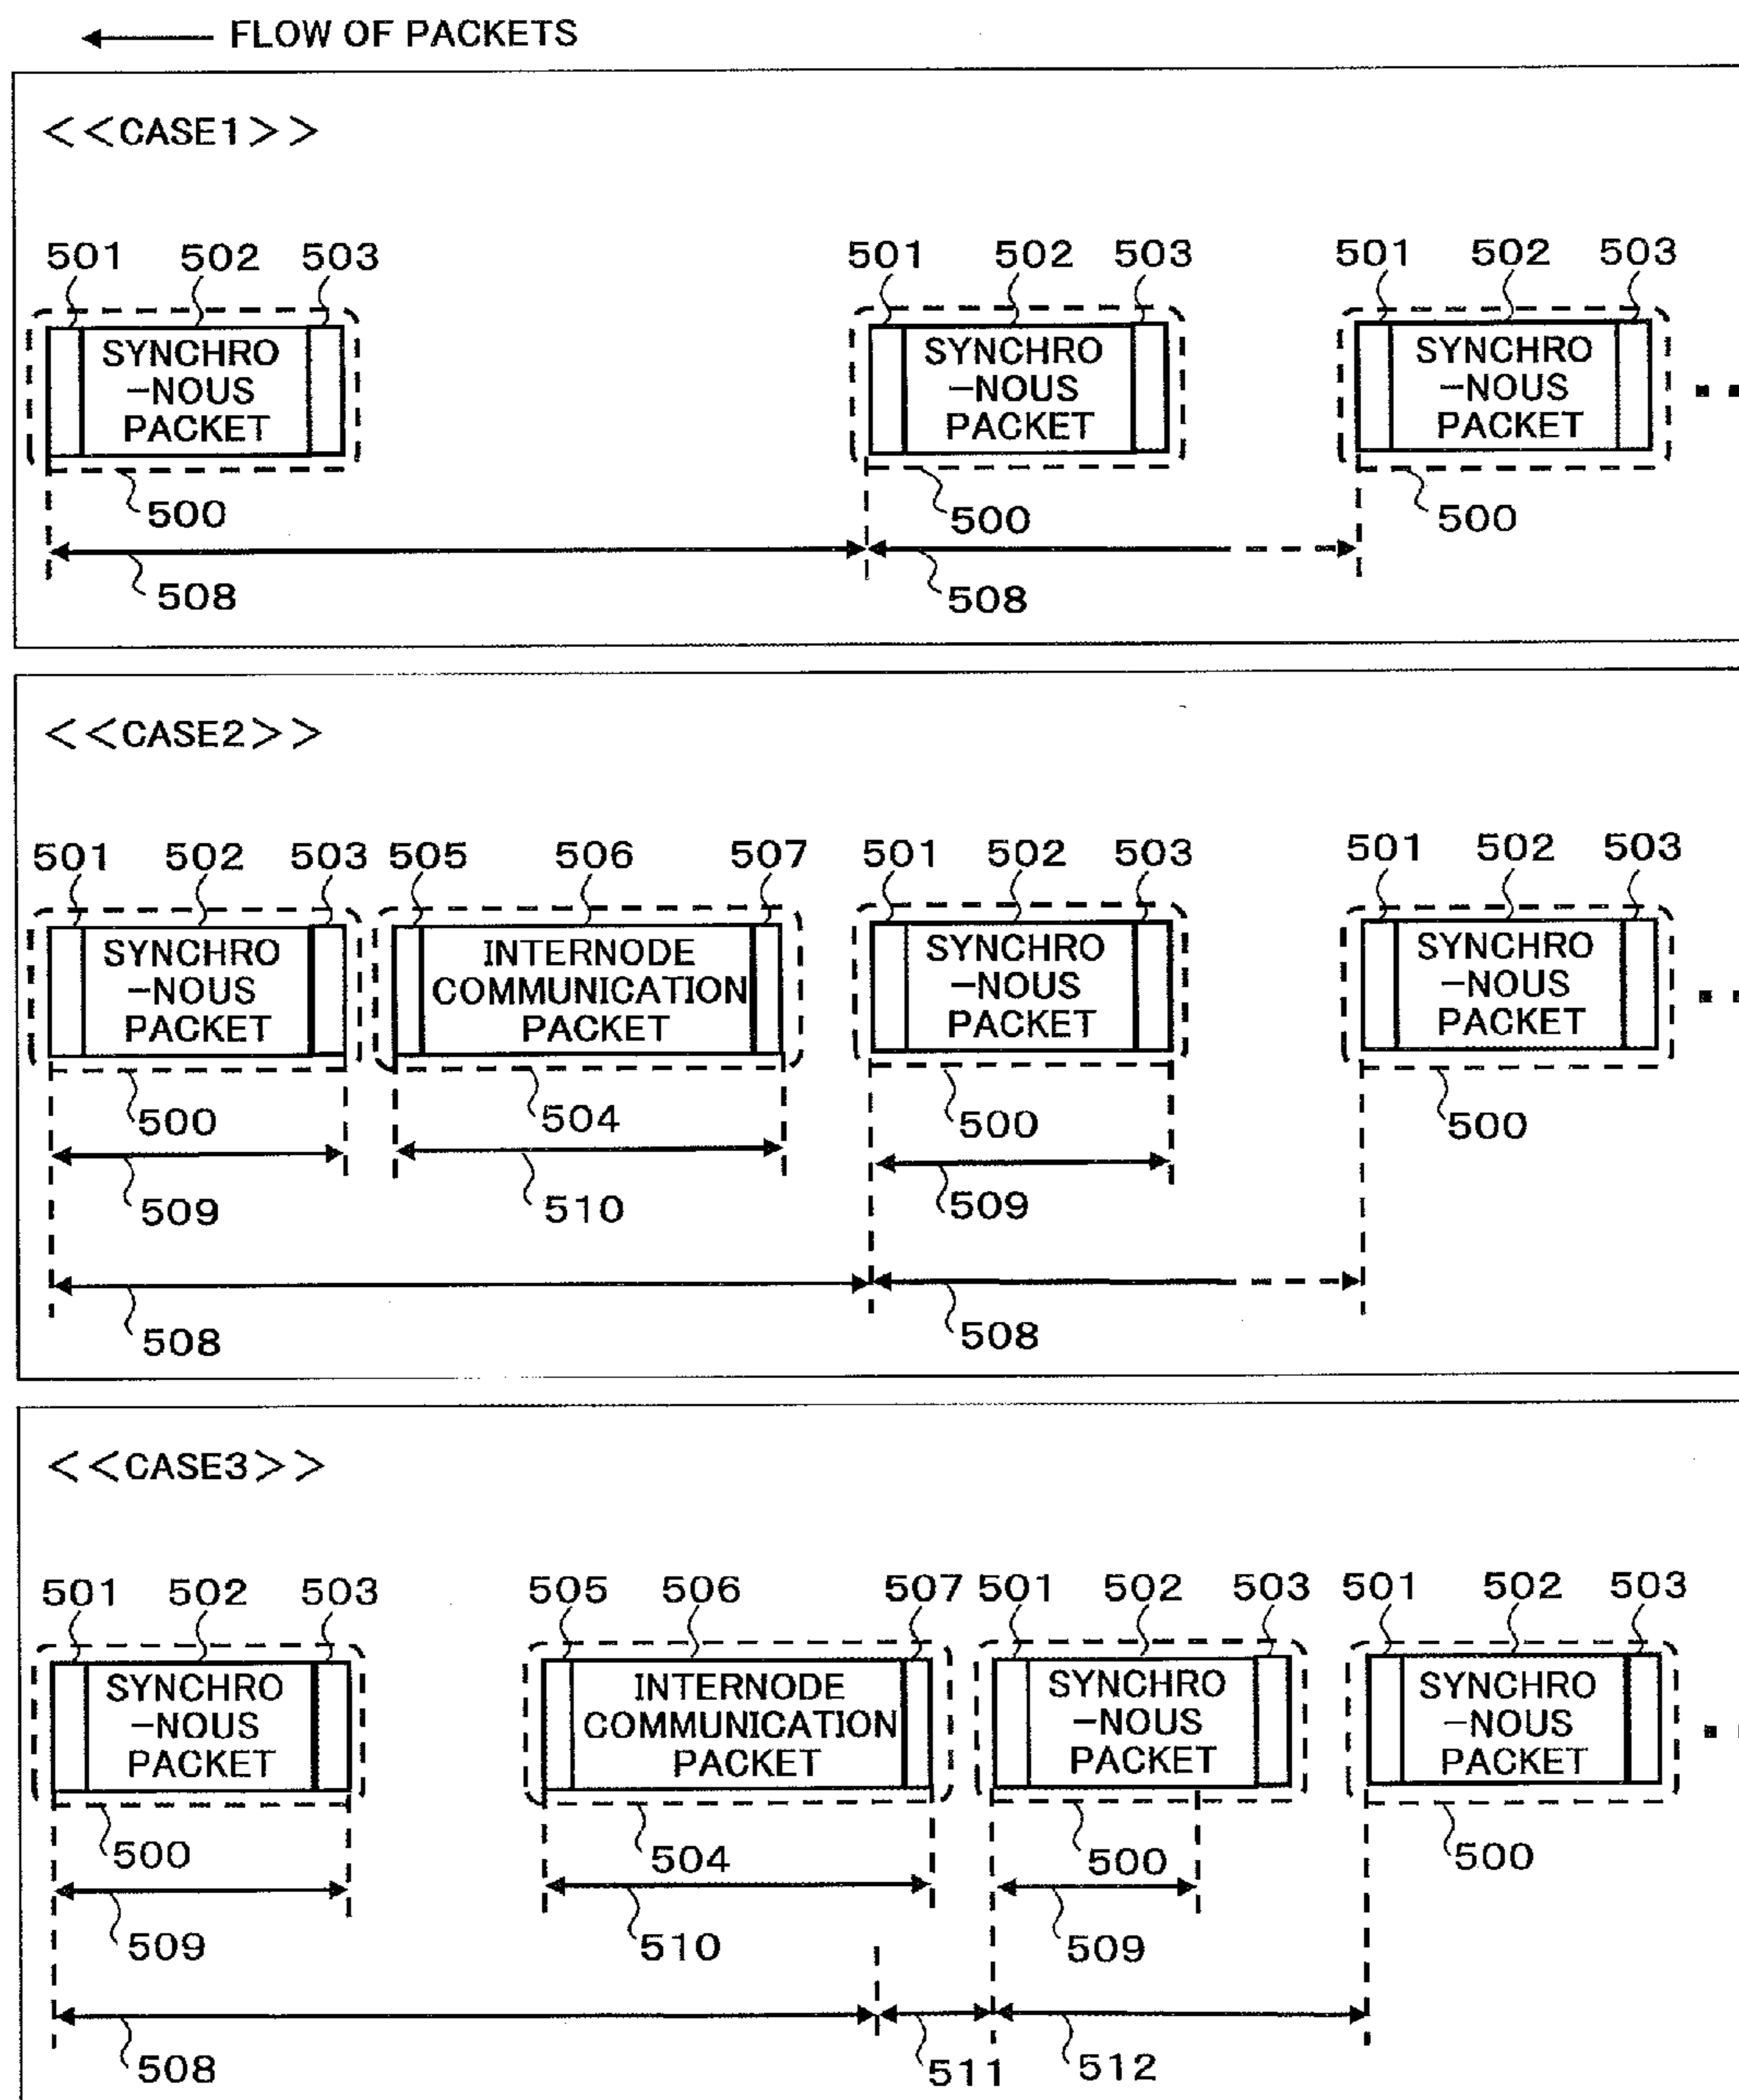 FLOW OF PACKETS
<<CASE1>>
501 502 503 501 502 503 501 502 503
SYNCHRO
-NOUS
PACKET
SYNCHRO
-NOUS
PACKET
SYNCHRO
-NOUS
PACKET
500 500 500
508 508
<<CASE2>>
501 502 503 505 506 507 501 502 503 501 502 503
SYNCHRO
-NOUS
PACKET
INTERNODE
COMMUNICATION
PACKET
SYNCHRO
-NOUS
PACKET
SYNCHRO
-NOUS
PACKET
500 504 500 500
509 510 509
508 508
<<CASE3>>
501 502 503 505 506 507 501 502 503 501 502 503
SYNCHRO
-NOUS
PACKET
INTERNODE
COMMUNICATION
PACKET
SYNCHRO
-NOUS
PACKET
SYNCHRO
-NOUS
PACKET
500 504 500 500
509 510 509
508 511 512